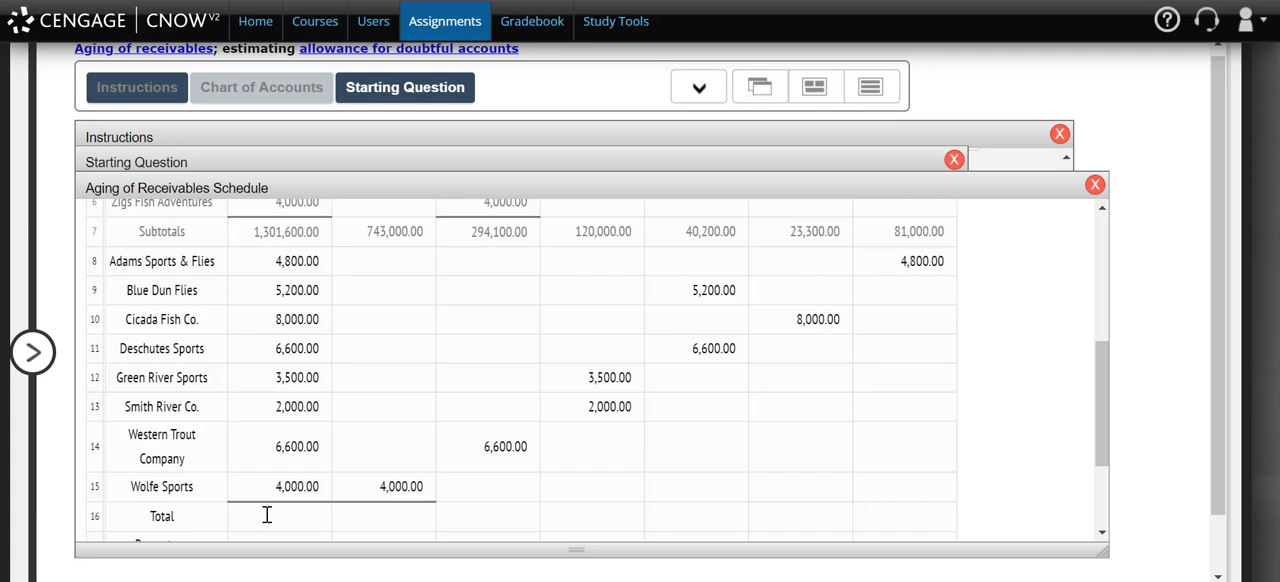 CENGAGE CNOWV2 Home Courses Users Assignments Gradebook Study Tools
Aging of receivables; estimating allowance for doubtful accounts
Instructions Chart of Accounts Starting Question
Instructions X
Starting Question X
Aging of Receivables Schedule X
6 Zigs Fish Adventures 4,000.00 4,000.00
7 Subtotals 1,301,600.00 743,000.00 294,100.00 120,000.00 40,200.00 23,300.00 81,000.00
8 Adams Sports & Flies 4,800.00 4,800.00
9 Blue Dun Flies 5,200.00 5,200.00
10 Cicada Fish Co. 8,000.00 8,000.00
11 Deschutes Sports 6,600.00 6,600.00
12 Green River Sports 3,500.00 3,500.00
13 Smith River Co. 2,000.00 2,000.00
14 Western Trout Company 6,600.00 6,600.00
15 Wolfe Sports 4,000.00 4,000.00
16 Total